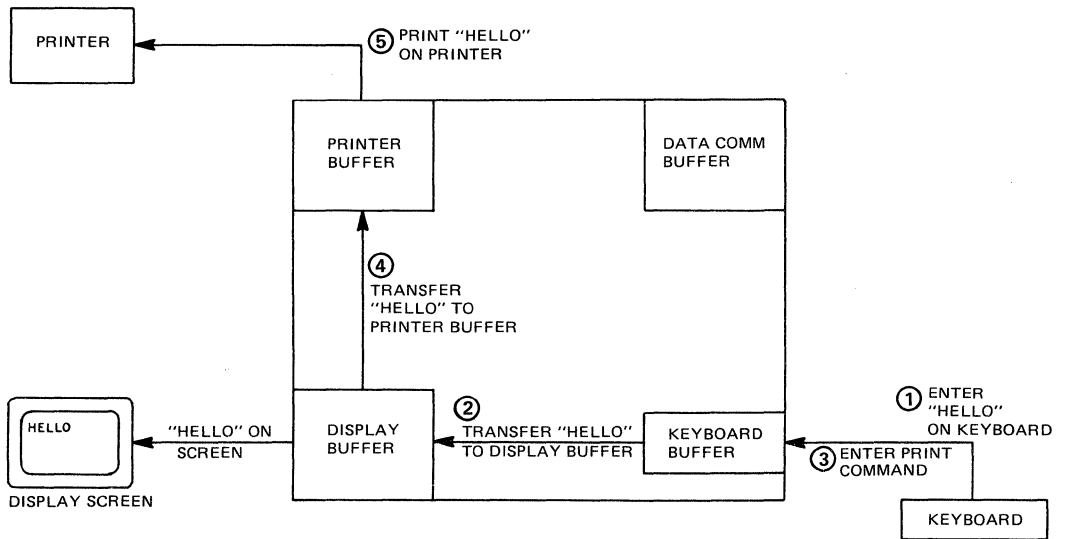 PRINTER
⑤ PRINT "HELLO"
ON PRINTER
PRINTER
BUFFER
DATA COMM
BUFFER
④
TRANSFER
"HELLO" TO
PRINTER BUFFER
HELLO
DISPLAY SCREEN
"HELLO" ON
SCREEN
DISPLAY
BUFFER
②
TRANSFER "HELLO"
TO DISPLAY BUFFER
KEYBOARD
BUFFER
① ENTER
"HELLO"
ON KEYBOARD
③ ENTER PRINT
COMMAND
KEYBOARD